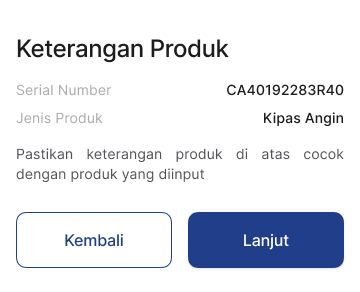 Keterangan Produk
Serial Number CA40192283R40
Jenis Produk Kipas Angin
Pastikan keterangan produk di atas cocok
dengan produk yang diinput
Kembali Lanjut